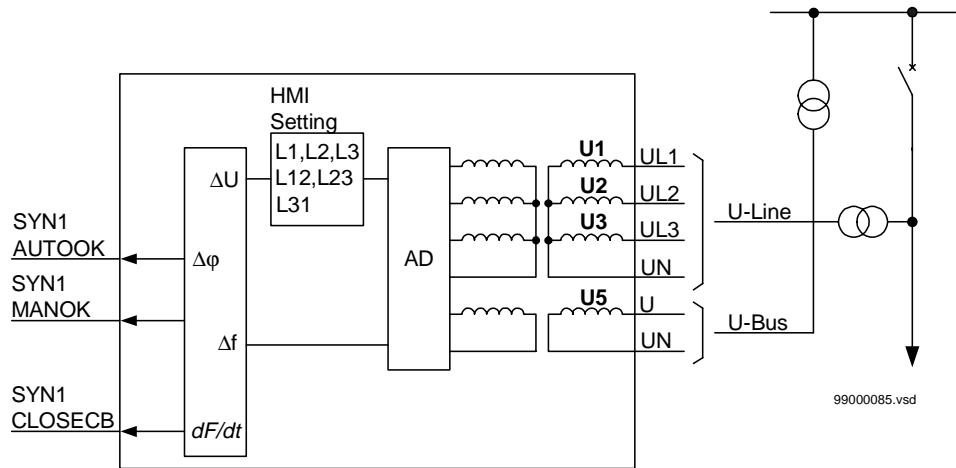 HMI
Setting
L1,L2,L3
L12,L23
L31
ΔU
Δφ
Δf
dF/dt
SYN1
AUTOOK
SYN1
MANOK
SYN1
CLOSECB
AD
U1
U2
U3
U5
UL1
UL2
UL3
UN
U
UN
U-Line
U-Bus
99000085.vsd